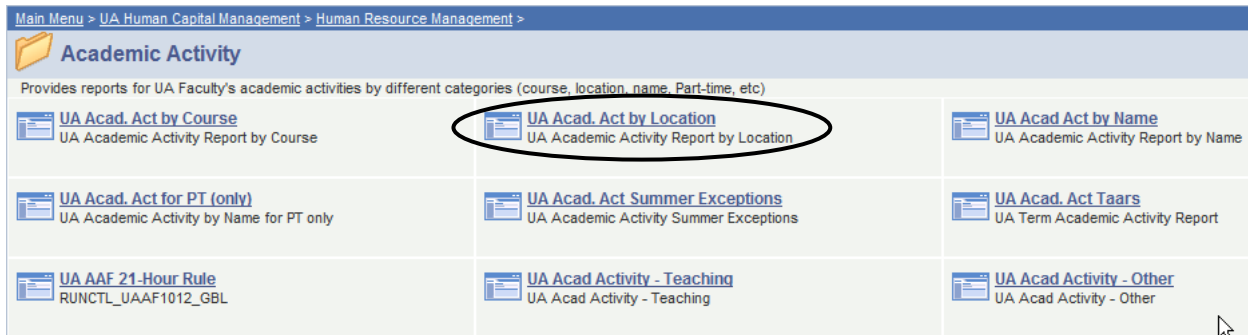 Main Menu > UA Human Capital Management > Human Resource Management >
Academic Activity
Provides reports for UA Faculty's academic activities by different categories (course, location, name, Part-time, etc)
UA Acad. Act by Course
UA Academic Activity Report by Course
UA Acad. Act by Location
UA Academic Activity Report by Location
UA Acad Act by Name
UA Academic Activity Report by Name
UA Acad. Act for PT (only)
UA Academic Activity by Name for PT only
UA Acad. Act Summer Exceptions
UA Academic Activity Summer Exceptions
UA Acad. Act Taars
UA Term Academic Activity Report
UA AAF 21-Hour Rule
RUNCTL_UAAF1012_GBL
UA Acad Activity - Teaching
UA Acad Activity - Teaching
UA Acad Activity - Other
UA Acad Activity - Other